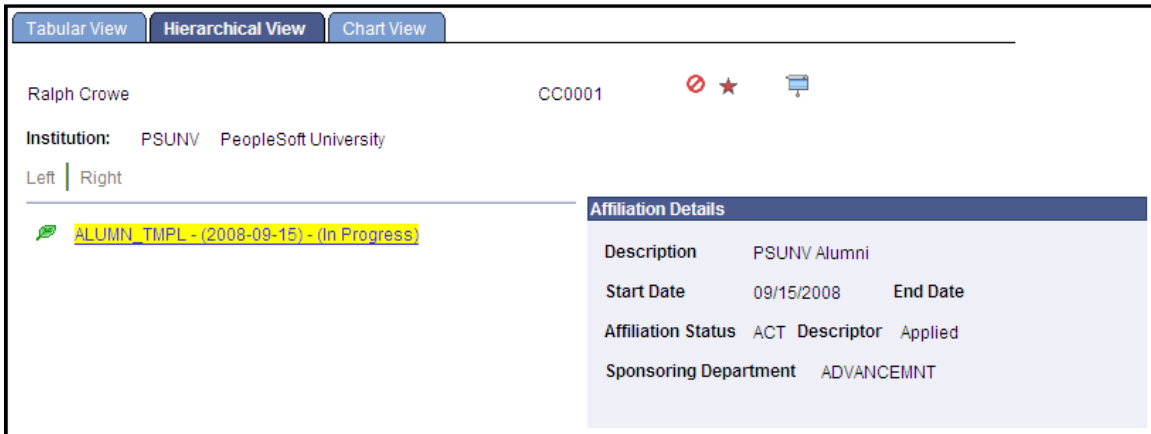 Tabular View Hierarchical View Chart View
Ralph Crowe CC0001
Institution: PSUNV PeopleSoft University
Left Right
ALUMN_TMPL - (2008-09-15) - (In Progress)
Affiliation Details
Description PSUNV Alumni
Start Date 09/15/2008 End Date
Affiliation Status ACT Descriptor Applied
Sponsoring Department ADVANCEMNT